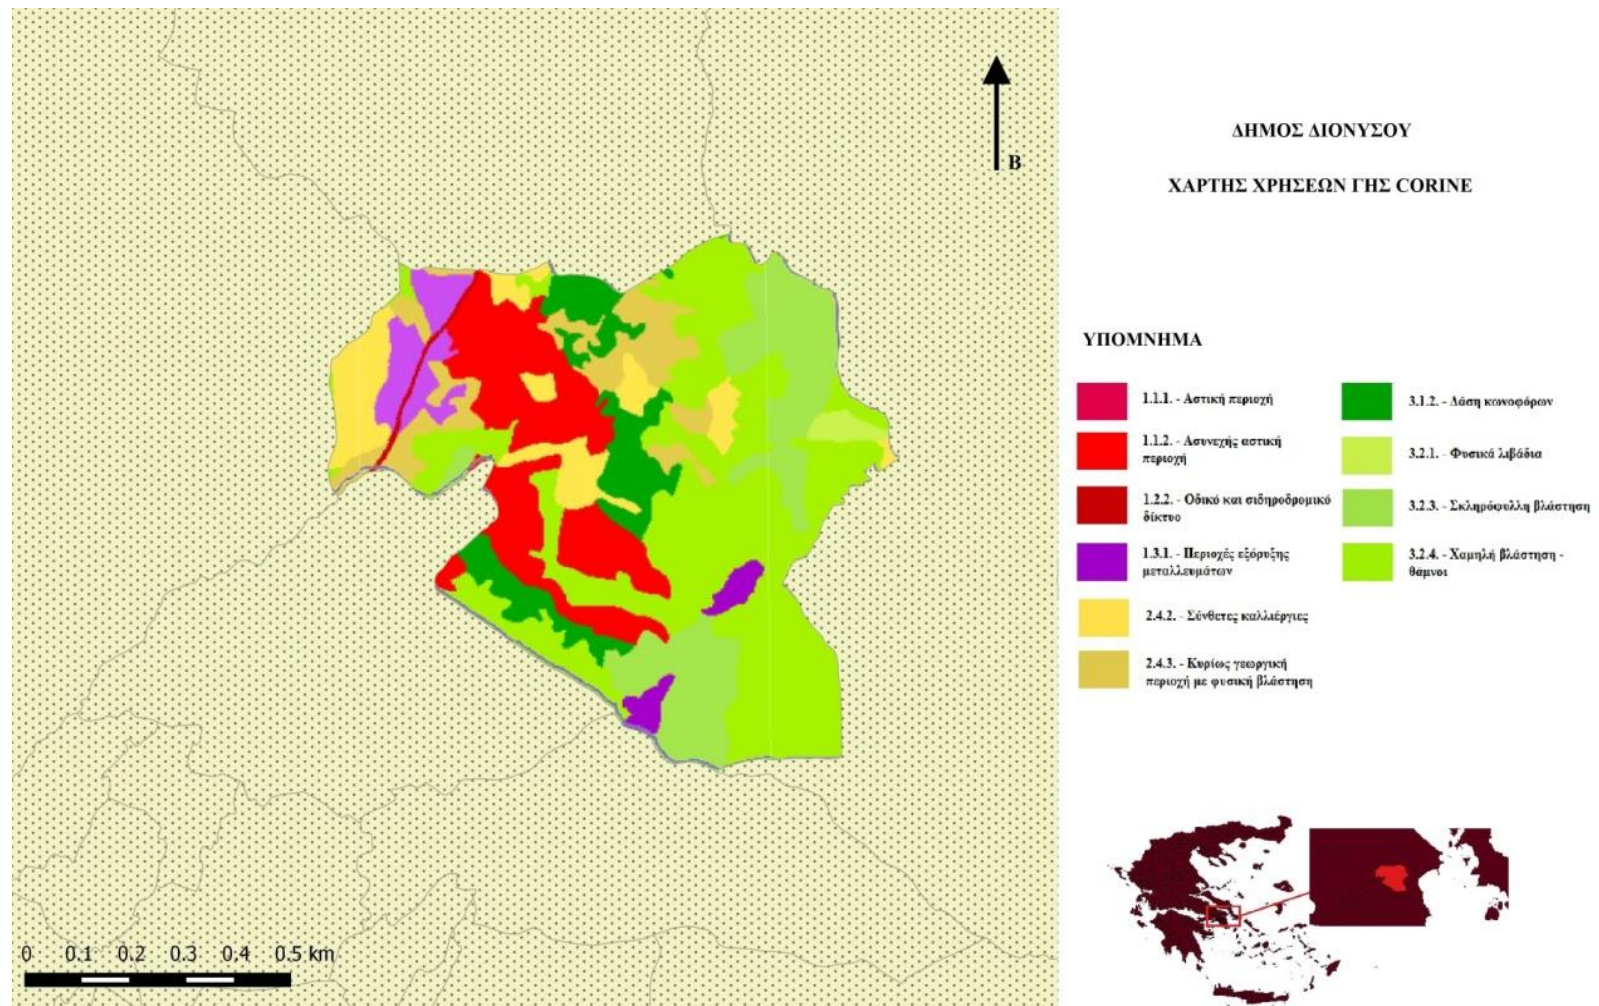 Β
ΔΗΜΟΣ ΔΙΟΝΥΣΟΥ
ΧΑΡΤΗΣ ΧΡΗΣΕΩΝ ΓΗΣ CORINE
ΥΠΟΜΝΗΜΑ
1.1.1. - Αστική περιοχή
1.1.2. - Ασυνεχής αστική
περιοχή
1.2.2. - Οδικό και σιδηροδρομικό
δίκτυο
1.3.1. - Περιοχές εξόρυξης
μεταλλευμάτων
2.4.2. - Σύνθετες καλλιέργιες
2.4.3. - Κυρίως γεωργική
περιοχή με φυσική βλάστηση
3.1.2. - Δάση κωνοφόρων
3.2.1. - Φυσικά λιβάδια
3.2.3. - Σκληρόφυλλη βλάστηση
3.2.4. - Χαμηλή βλάστηση -
θάμνοι
0 0.1 0.2 0.3 0.4 0.5 km